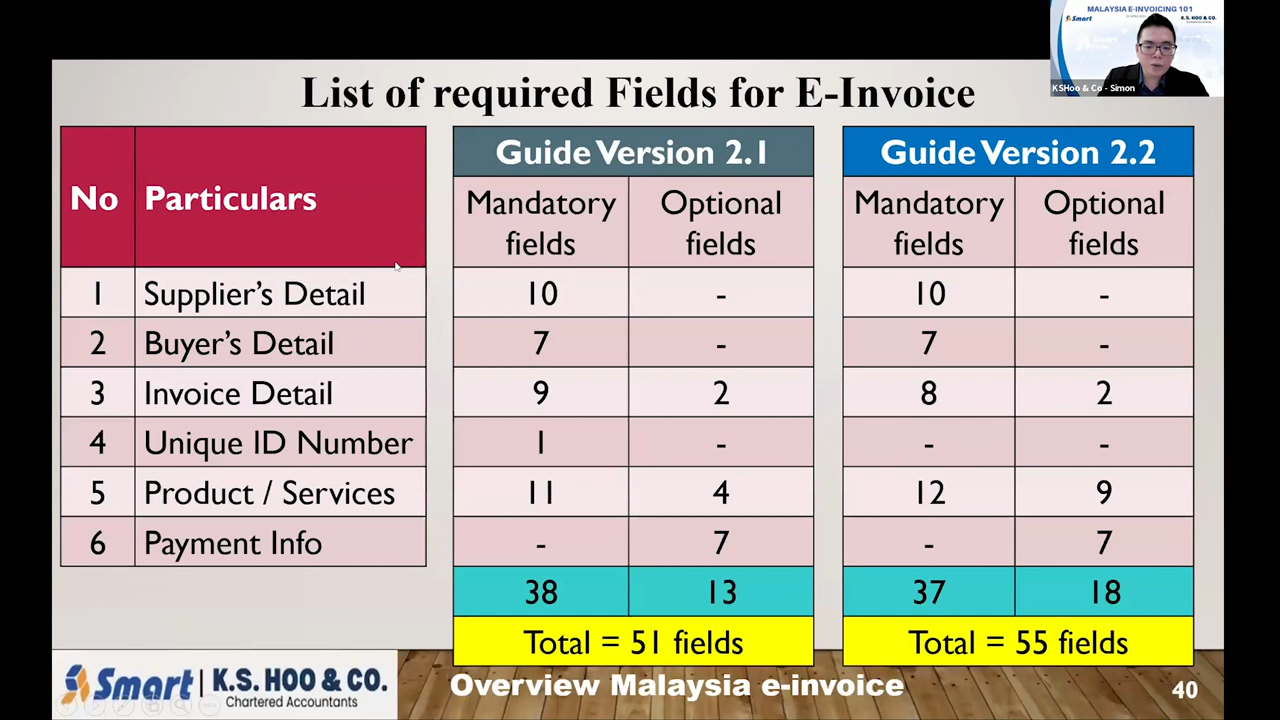 MALAYSIA E-INVOICING 101
Smart
K.S. HOO & CO.
KSHoo & Co - Simon
List of required Fields for E-Invoice
No Particulars
Guide Version 2.1
Guide Version 2.2
Mandatory fields Optional fields Mandatory fields Optional fields
1 Supplier's Detail 10 - 10 -
2 Buyer's Detail 7 - 7 -
3 Invoice Detail 9 2 8 2
4 Unique ID Number 1 - - -
5 Product / Services 11 4 12 9
6 Payment Info - 7 - 7
38 13 37 18
Total = 51 fields Total = 55 fields
Smart | K.S. HOO & CO.
Chartered Accountants
Overview Malaysia e-invoice
40